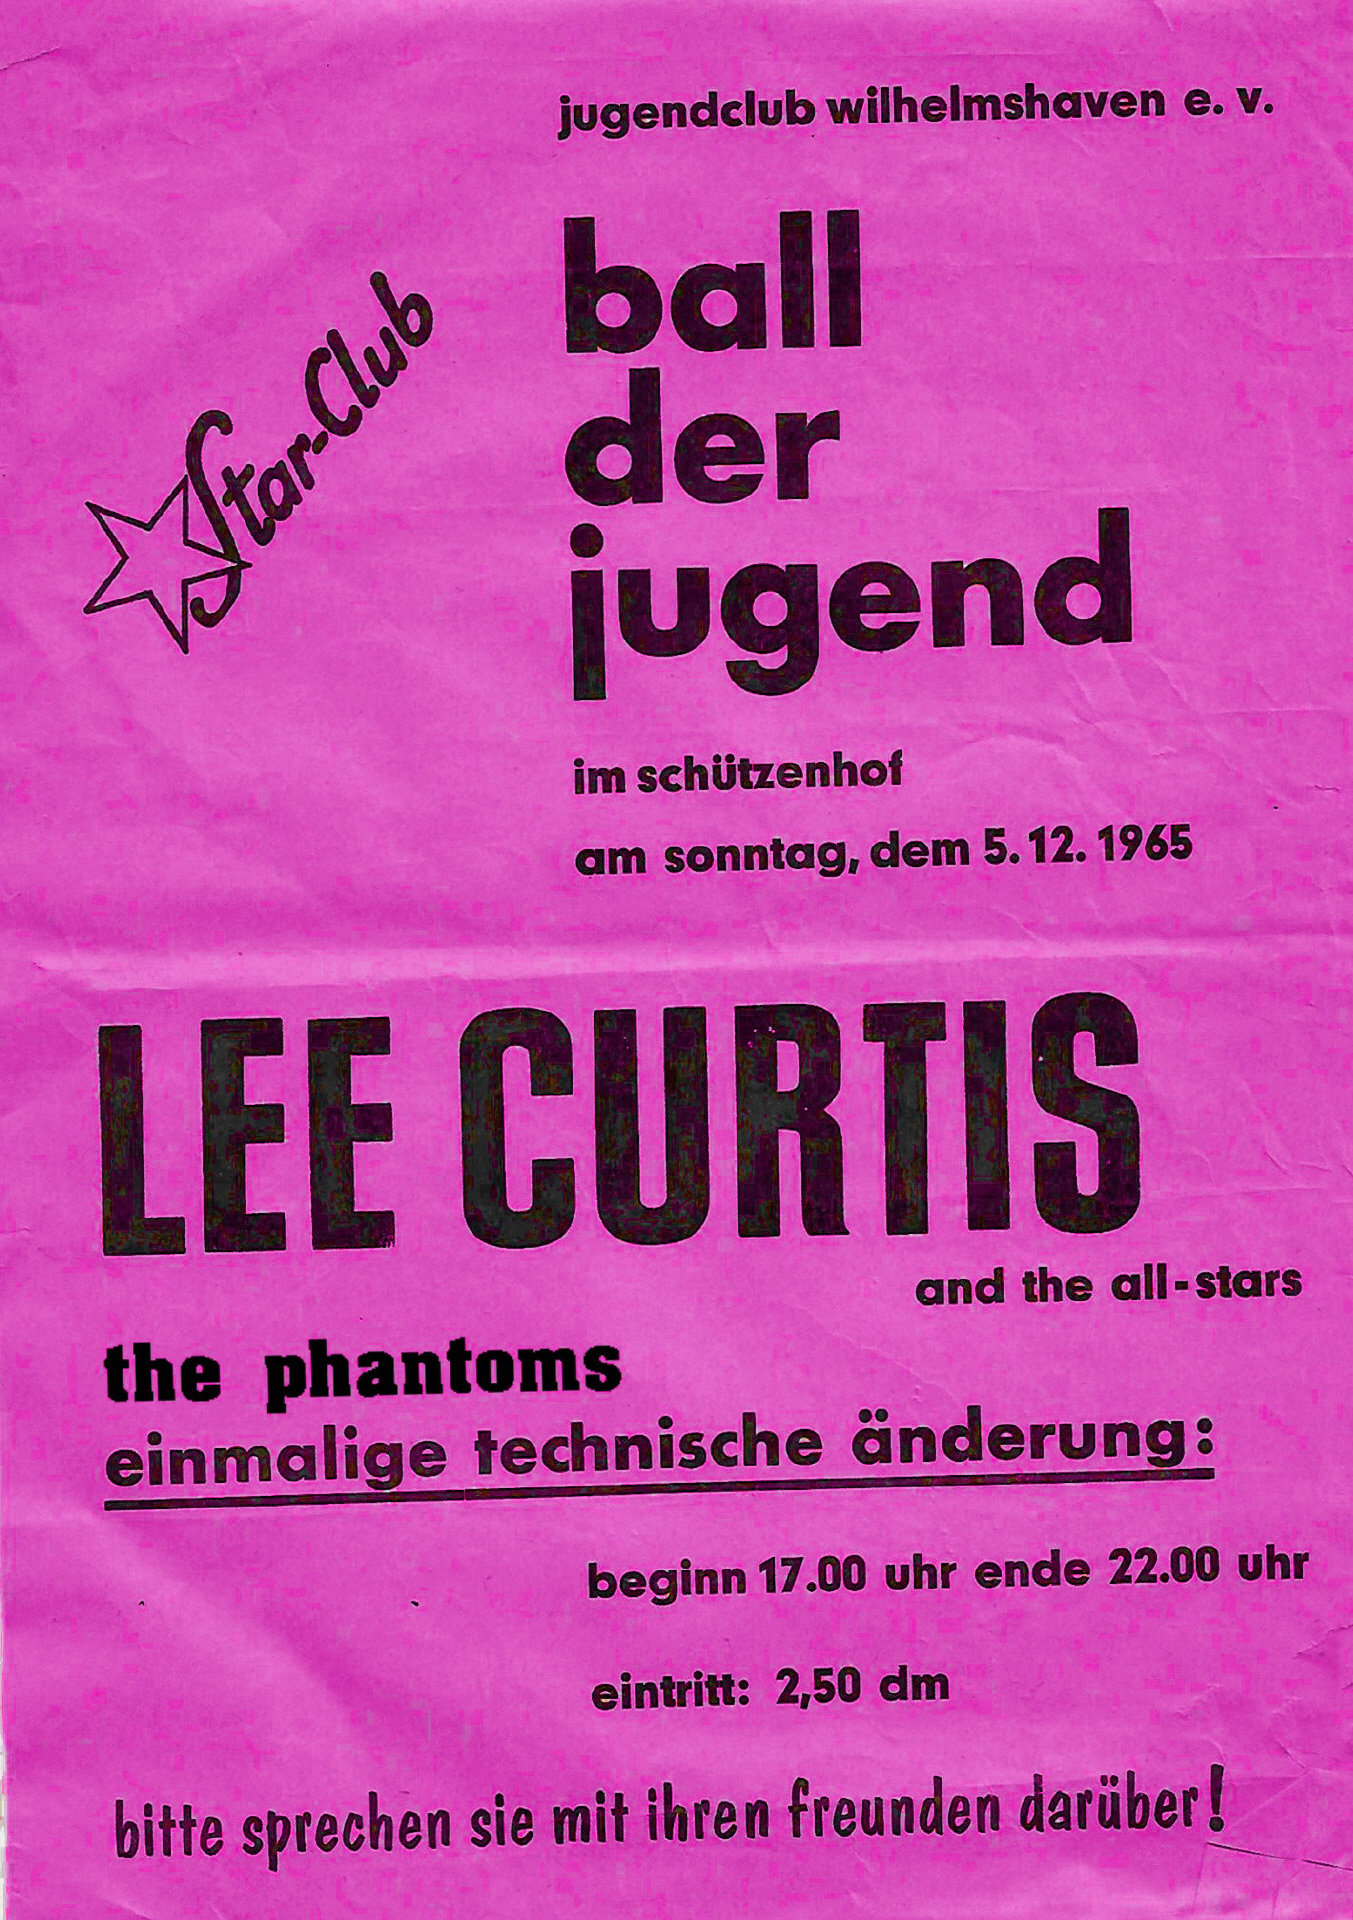 jugendclub wilhelmshaven e. v.
Star-Club
ball
der
jugend
im schützenhof
am sonntag, dem 5.12.1965
LEE CURTIS
and the all-stars
the phantoms
einmalige technische änderung:
beginn 17.00 uhr ende 22.00 uhr
eintritt: 2,50 dm
bitte sprechen sie mit ihren freunden darüber!